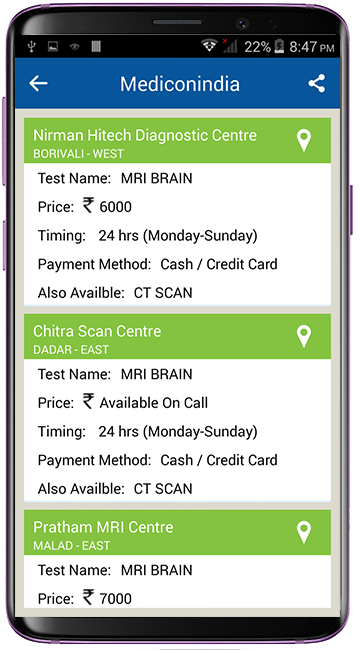 22% 8:47 PM
Mediconindia
Nirman Hitech Diagnostic Centre
BORIVALI - WEST
Test Name: MRI BRAIN
Price: ₹ 6000
Timing: 24 hrs (Monday-Sunday)
Payment Method: Cash / Credit Card
Also Availble: CT SCAN
Chitra Scan Centre
DADAR - EAST
Test Name: MRI BRAIN
Price: ₹ Available On Call
Timing: 24 hrs (Monday-Sunday)
Payment Method: Cash / Credit Card
Also Availble: CT SCAN
Pratham MRI Centre
MALAD - EAST
Test Name: MRI BRAIN
Price: ₹ 7000